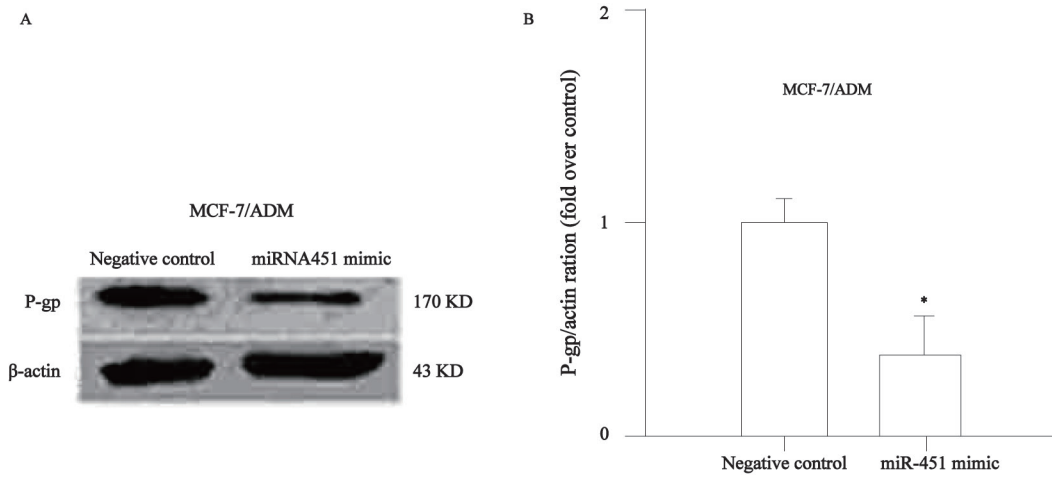 A
MCF-7/ADM
Negative control miRNA451 mimic
P-gp 170 KD
β-actin 43 KD
B
P-gp/actin ration (fold over control)
2
1
0
MCF-7/ADM
*
Negative control miR-451 mimic